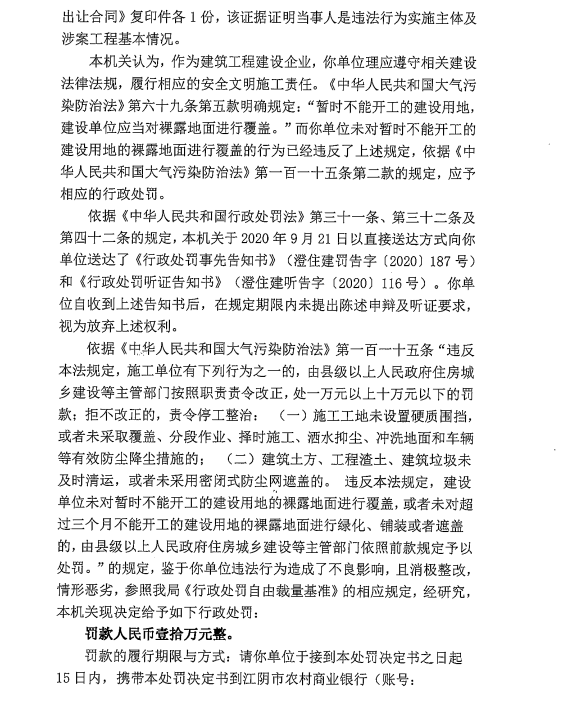 出让合同》复印件各 1 份，该证据证明当事人是违法行为实施主体及
涉案工程基本情况。
本机关认为，作为建筑工程建设企业，你单位理应遵守相关建设
法律法规，履行相应的安全文明施工责任。《中华人民共和国大气污
染防治法》第六十九条第五款明确规定：“暂时不能开工的建设用地，
建设单位应当对裸露地面进行覆盖。”而你单位未对暂时不能开工的
建设用地的裸露地面进行覆盖的行为已经违反了上述规定，依据《中
华人民共和国大气污染防治法》第一百一十五条第二款的规定，应予
相应的行政处罚。
依据《中华人民共和国行政处罚法》第三十一条、第三十二条及
第四十二条的规定，本机关于 2020 年 9 月 21 日以直接送达方式向你
单位送达了《行政处罚事先告知书》（澄住建罚告字〔2020〕187 号）
和《行政处罚听证告知书》（澄住建听告字〔2020〕116 号）。你单
位自收到上述告知书后，在规定期限内未提出陈述申辩及听证要求，
视为放弃上述权利。
依据《中华人民共和国大气污染防治法》第一百一十五条“违反
本法规定，施工单位有下列行为之一的，由县级以上人民政府住房城
乡建设等主管部门按照职责责令改正，处一万元以上十万元以下的罚
款；拒不改正的，责令停工整治：（一）施工工地未设置硬质围挡，
或者未采取覆盖、分段作业、择时施工、洒水抑尘、冲洗地面和车辆
等有效防尘降尘措施的；（二）建筑土方、工程渣土、建筑垃圾未
及时清运，或者未采用密闭式防尘网遮盖的。 违反本法规定，建设
单位未对暂时不能开工的建设用地的裸露地面进行覆盖，或者未对超
过三个月不能开工的建设用地的裸露地面进行绿化、铺装或者遮盖
的，由县级以上人民政府住房城乡建设等主管部门依照前款规定予以
处罚。”的规定，鉴于你单位违法行为造成了不良影响，且消极整改，
情形恶劣，参照我局《行政处罚自由裁量基准》的相应规定，经研究，
本机关现决定给予如下行政处罚：
罚款人民币壹拾万元整。
罚款的履行期限与方式：请你单位于接到本处罚决定书之日起
15 日内，携带本处罚决定书到江阴市农村商业银行（账号：